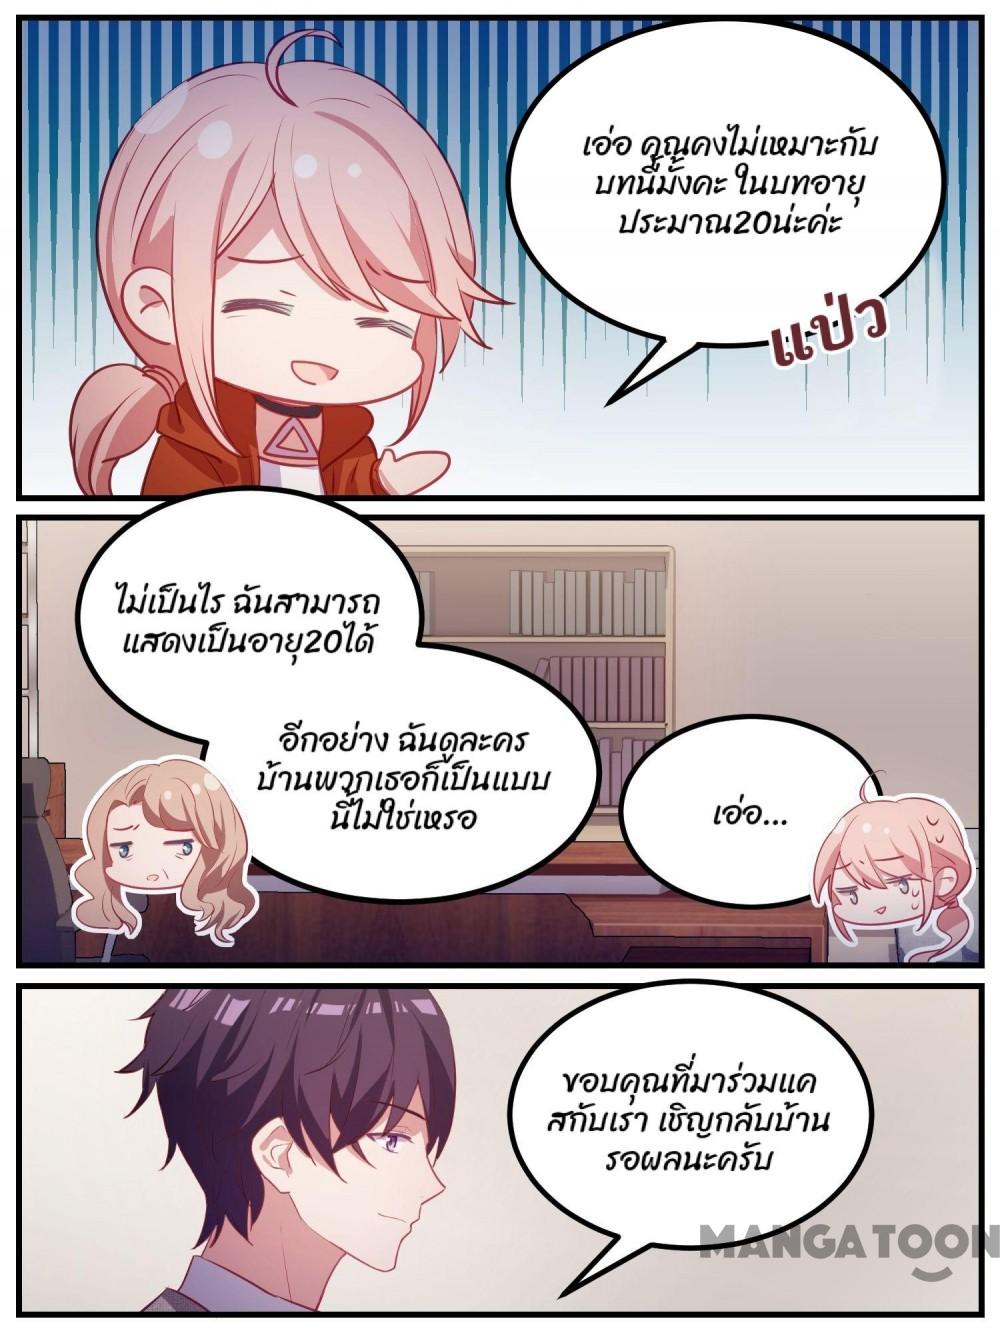 เอ่อ คุณคงไม่เหมาะกับ
บทนี้มั้งคะ ในบทอายุ
ประมาณ20น่ะค่ะ
แป่ว
ไม่เป็นไร ฉันสามารถ
แสดงเป็นอายุ20ได้
อีกอย่าง ฉันดูละคร
บ้านพวกเธอก็เป็นแบบ
นี้ไม่ใช่เหรอ
เอ่อ...
ขอบคุณที่มาร่วมแค
สกับเรา เชิญกลับบ้าน
รอผลนะครับ
MANGATOON